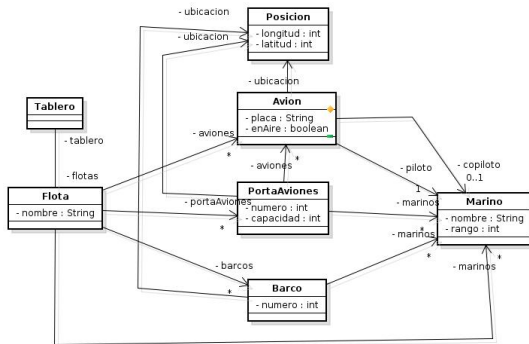 - ubicacion
Posicion
- longitud : int
- latitud : int
- ubicacion
- ubicacion
Tablero
Avion
- placa : String
- enAire : boolean
- tablero
- aviones
*
- aviones
*
- piloto
1
- copiloto
0..1
- flotas
Flota
- nombre : String
- portaAviones
*
PortaAviones
- numero : int
- capacidad : int
- marinos
*
Marino
- nombre : String
- rango : int
- marinos
*
- barcos
*
Barco
- numero : int
- marinos
*